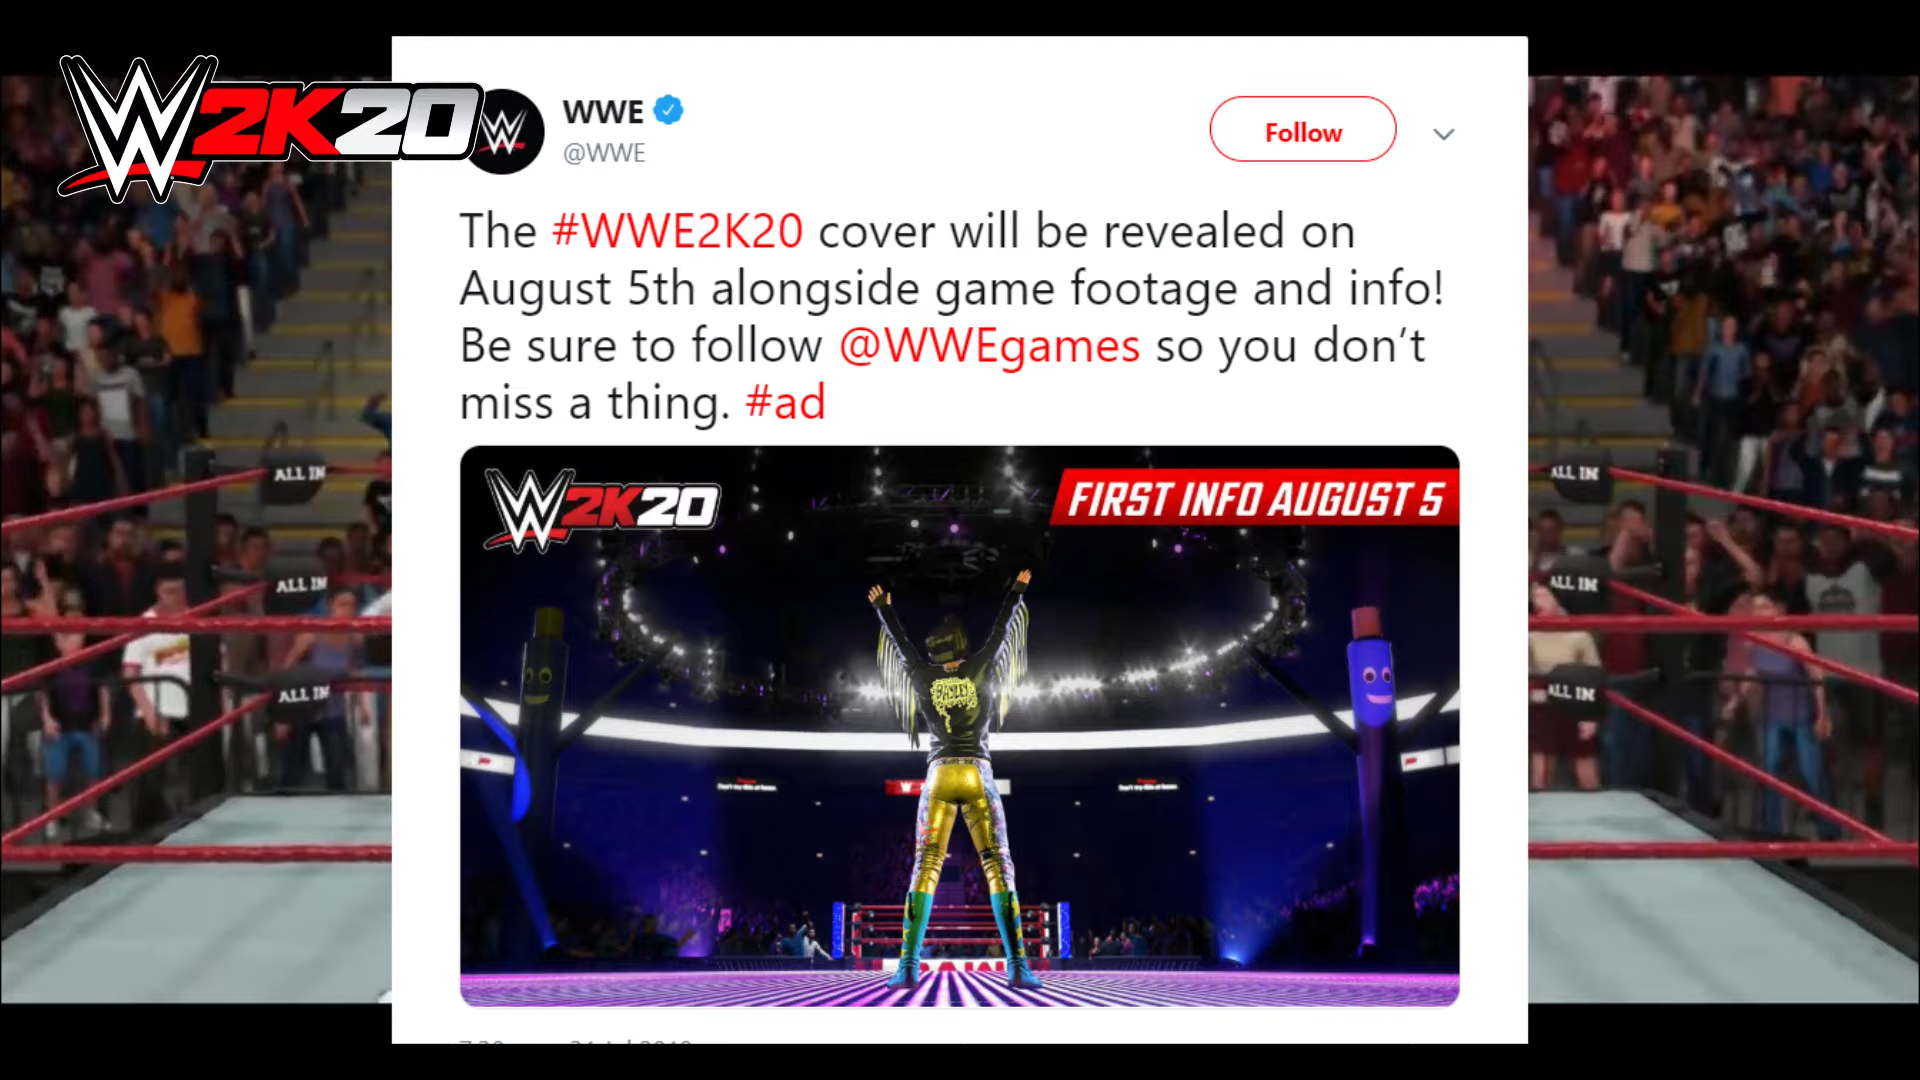 W2K20
WWE
@WWE
Follow
The #WWE2K20 cover will be revealed on
August 5th alongside game footage and info!
Be sure to follow @WWEgames so you don’t
miss a thing. #ad
W2K20
FIRST INFO AUGUST 5
BAYLEY
ALL IN
ALL IN
ALL IN
ALL IN
ALL IN
ALL IN